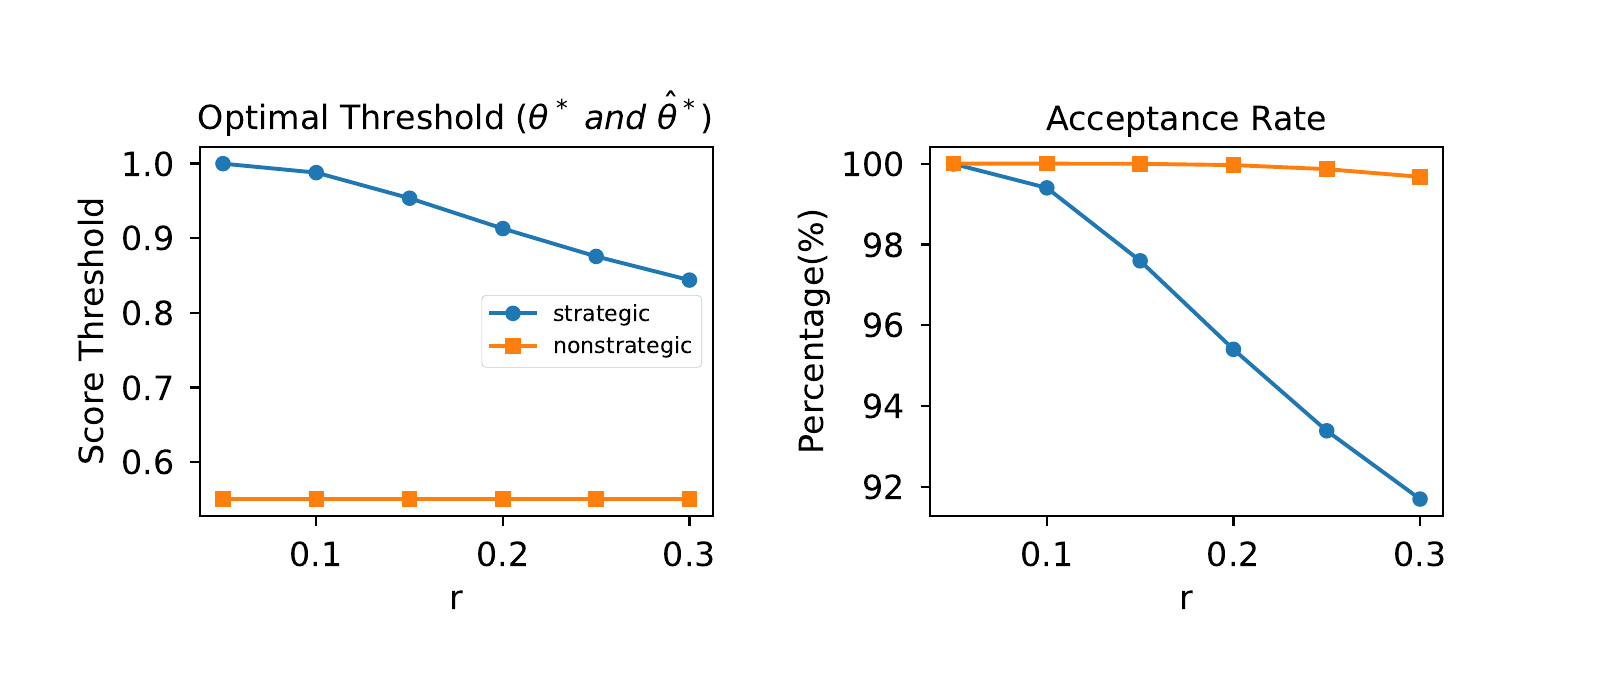 Optimal Threshold (θ* and θ̂*)
Score Threshold
1.0
0.9
0.8
0.7
0.6
strategic
nonstrategic
0.1 0.2 0.3
r
Acceptance Rate
Percentage(%)
100
98
96
94
92
0.1 0.2 0.3
r